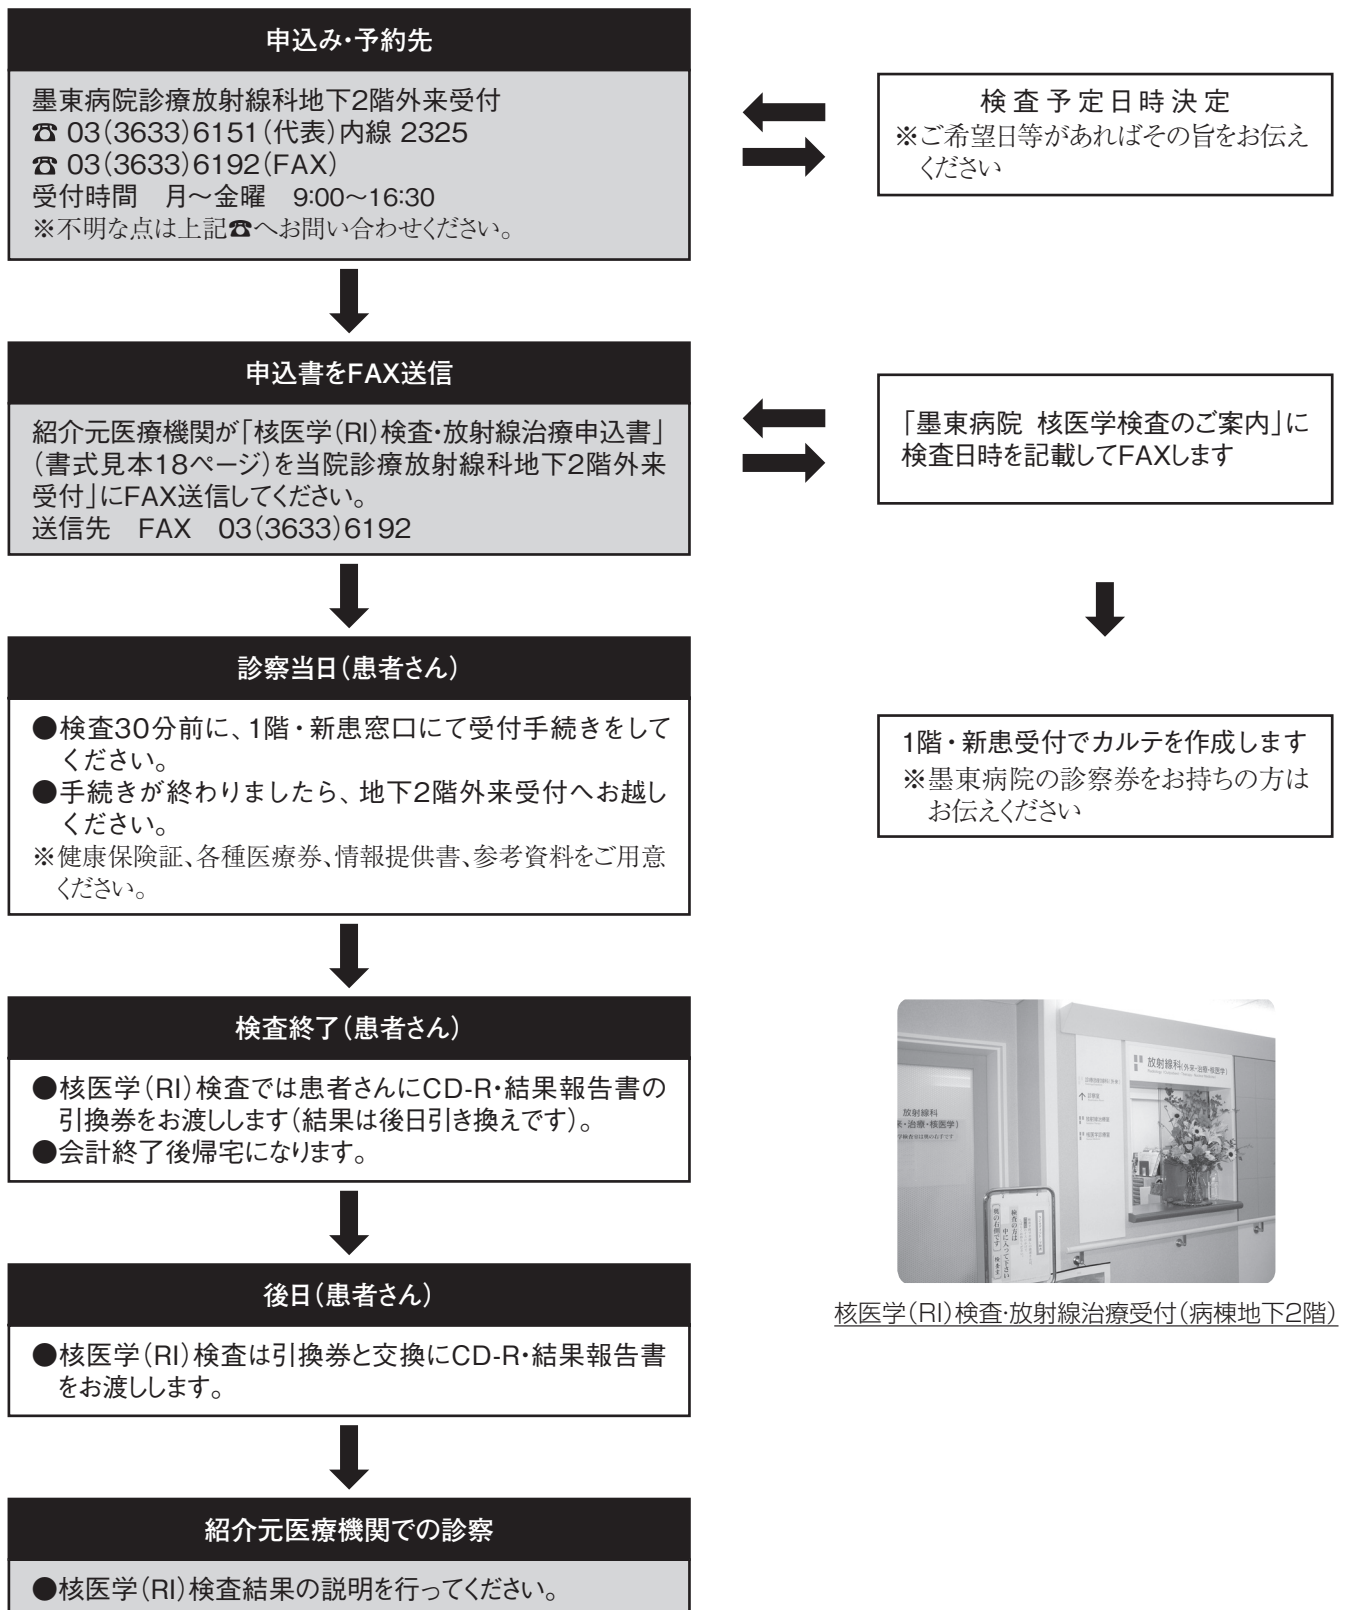 申込み・予約先
墨東病院診療放射線科地下2階外来受付
☎ 03(3633)6151(代表)内線 2325
☎ 03(3633)6192(FAX)
受付時間　月～金曜　9:00～16:30
※不明な点は上記☎へお問い合わせください。
検査予定日時決定
※ご希望日等があればその旨をお伝え
ください
申込書をFAX送信
紹介元医療機関が「核医学(RI)検査・放射線治療申込書」
(書式見本18ページ)を当院診療放射線科地下2階外来
受付」にFAX送信してください。
送信先　FAX　03(3633)6192
「墨東病院 核医学検査のご案内」に
検査日時を記載してFAXします
診察当日(患者さん)
●検査30分前に、1階・新患窓口にて受付手続きをして
ください。
●手続きが終わりましたら、地下2階外来受付へお越し
ください。
※健康保険証、各種医療券、情報提供書、参考資料をご用意
ください。
1階・新患受付でカルテを作成します
※墨東病院の診察券をお持ちの方は
お伝えください
検査終了(患者さん)
●核医学(RI)検査では患者さんにCD-R・結果報告書の
引換券をお渡しします(結果は後日引き換えです)。
●会計終了後帰宅になります。
放射線科(外来・治療・核医学)
放射線科
来・治療・核医学)
核医学(RI)検査・放射線治療受付(病棟地下2階)
後日(患者さん)
●核医学(RI)検査は引換券と交換にCD-R・結果報告書
をお渡しします。
紹介元医療機関での診察
●核医学(RI)検査結果の説明を行ってください。